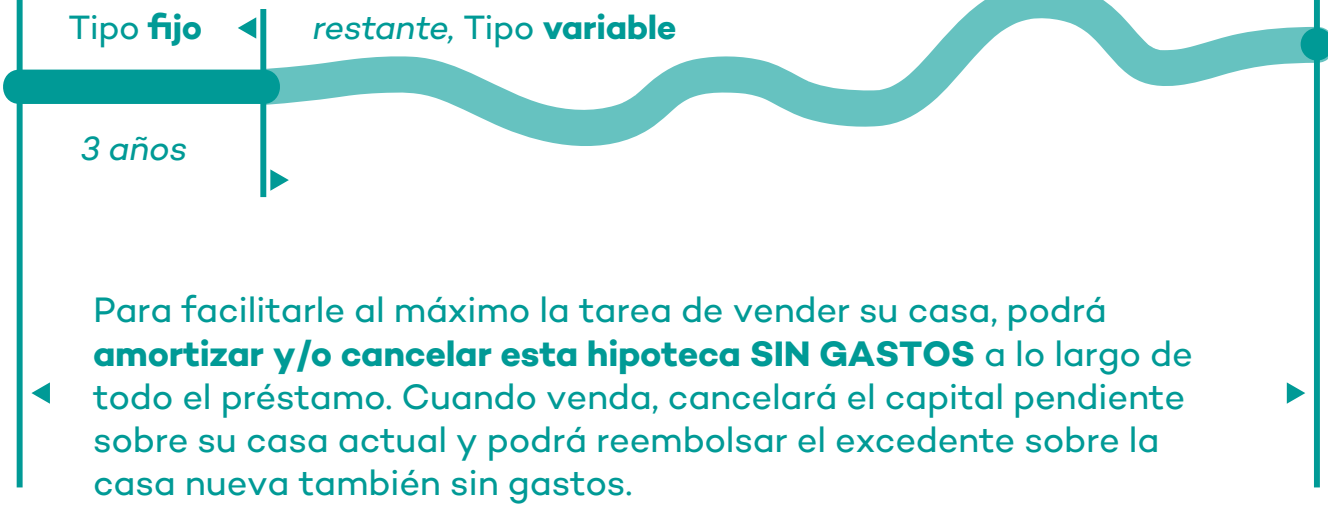 Tipo fijo
restante, Tipo variable
3 años
Para facilitarle al máximo la tarea de vender su casa, podrá
amortizar y/o cancelar esta hipoteca SIN GASTOS a lo largo de
todo el préstamo. Cuando venda, cancelará el capital pendiente
sobre su casa actual y podrá reembolsar el excedente sobre la
casa nueva también sin gastos.